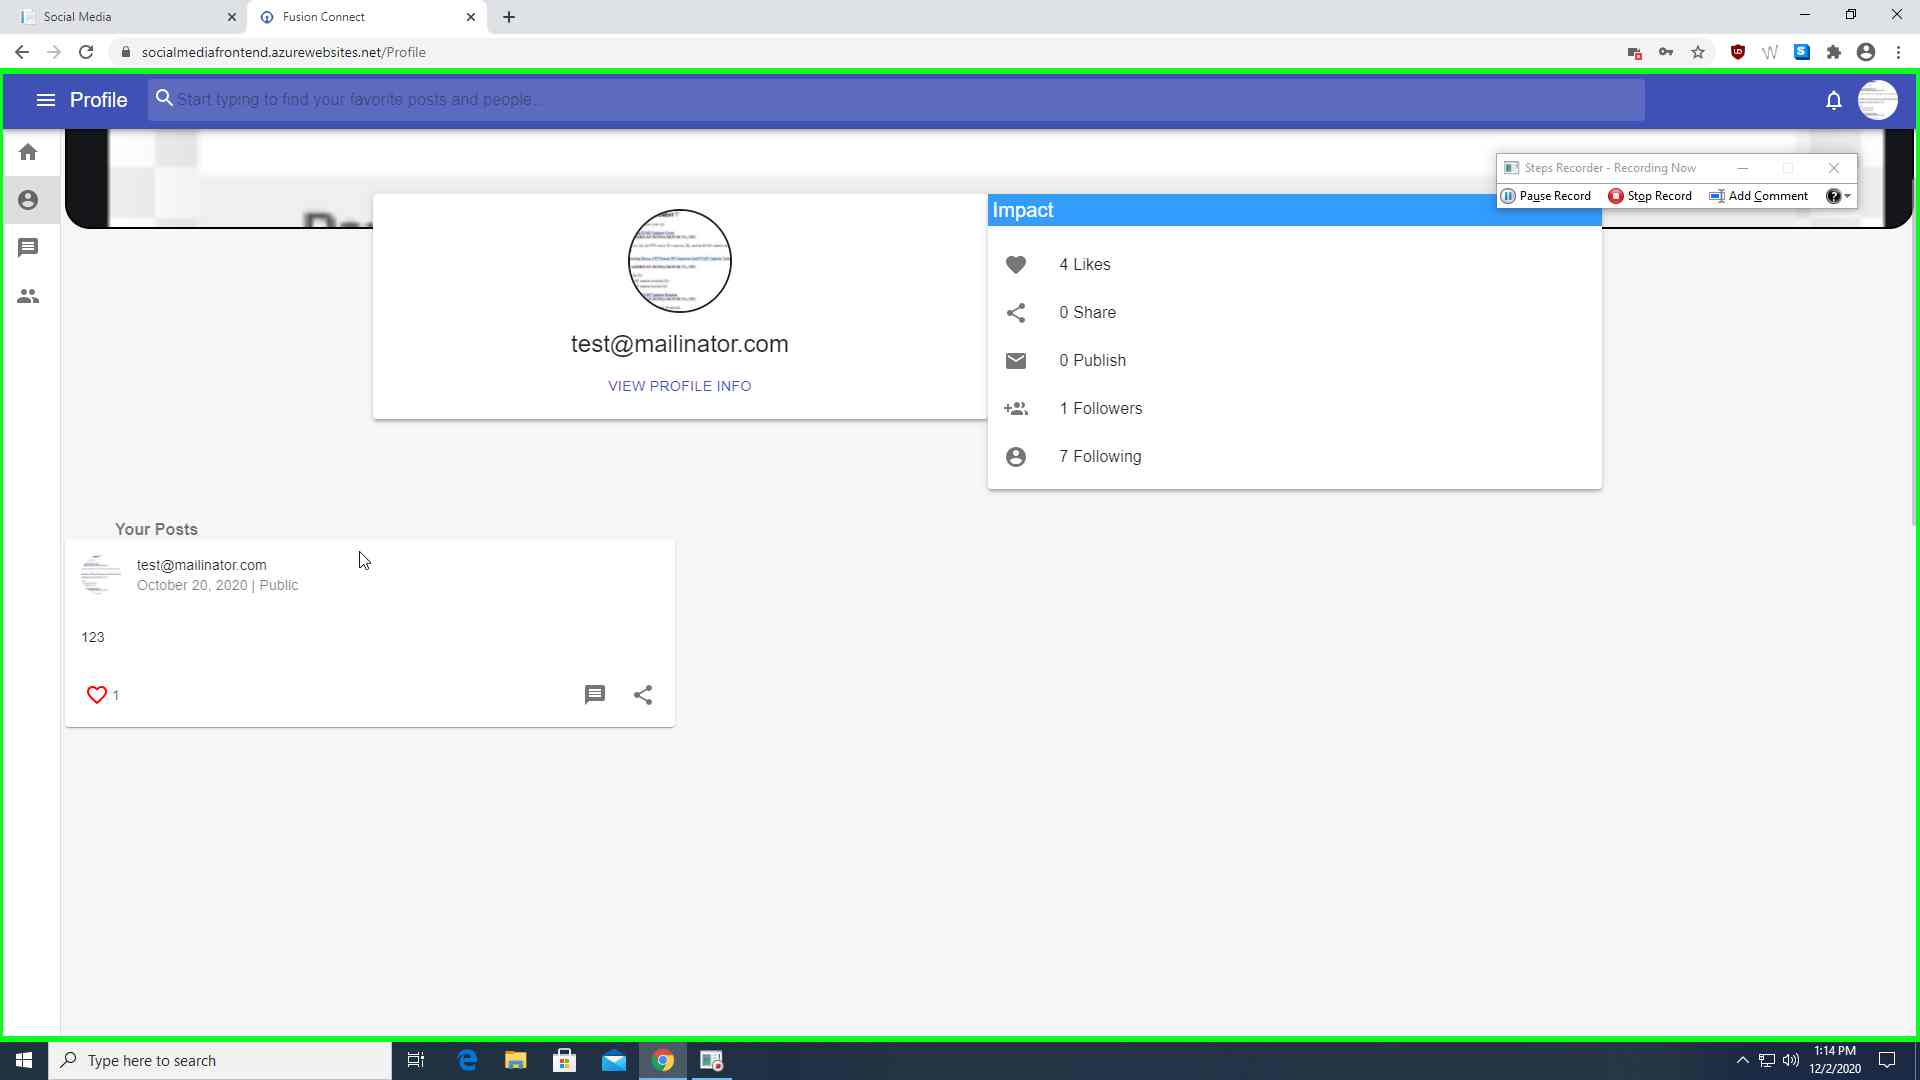 Social Media
Fusion Connect
socialmediafrontend.azurewebsites.net/Profile
Profile
Start typing to find your favorite posts and people...
Steps Recorder - Recording Now
Pause Record
Stop Record
Add Comment
Impact
4 Likes
0 Share
0 Publish
1 Followers
7 Following
test@mailinator.com
VIEW PROFILE INFO
Your Posts
test@mailinator.com
October 20, 2020 | Public
123
1
Type here to search
1:14 PM
12/2/2020